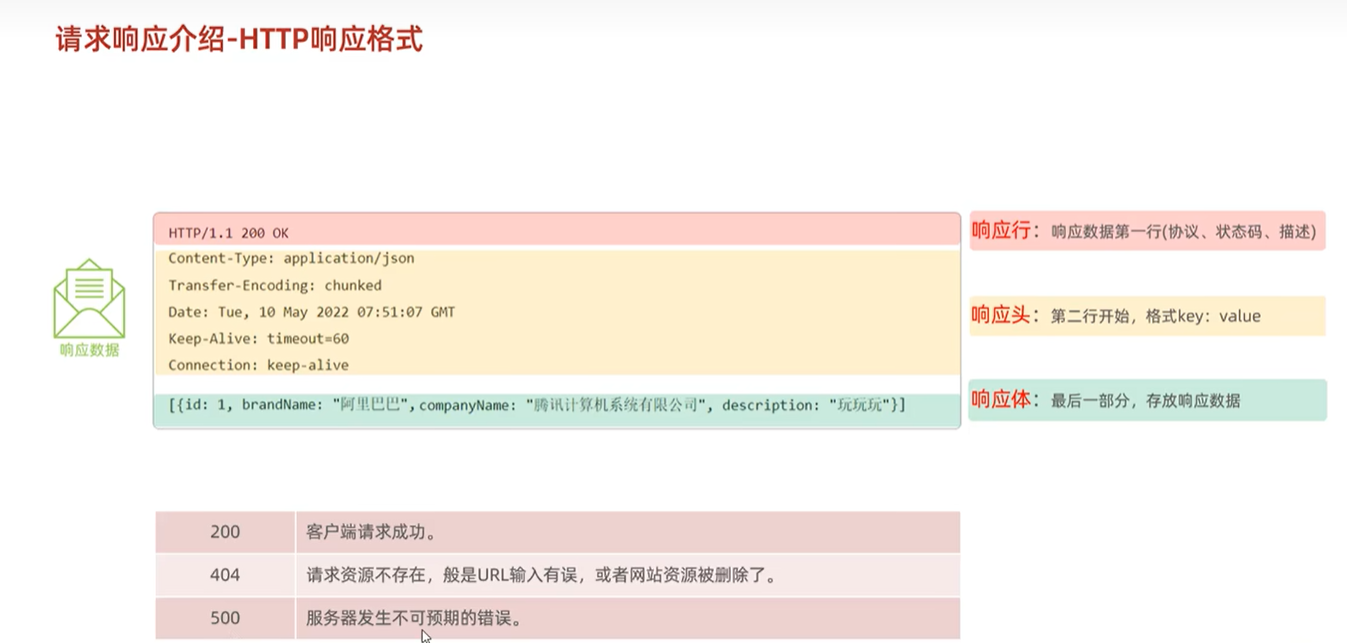 请求响应介绍-HTTP响应格式
HTTP/1.1 200 OK
响应行：响应数据第一行(协议、状态码、描述)
Content-Type: application/json
Transfer-Encoding: chunked
Date: Tue, 10 May 2022 07:51:07 GMT
Keep-Alive: timeout=60
Connection: keep-alive
响应头：第二行开始，格式key：value
响应数据
[{id: 1, brandName: "阿里巴巴",companyName: "腾讯计算机系统有限公司", description: "玩玩玩"}]
响应体：最后一部分，存放响应数据
200 客户端请求成功。
404 请求资源不存在，般是URL输入有误，或者网站资源被删除了。
500 服务器发生不可预期的错误。